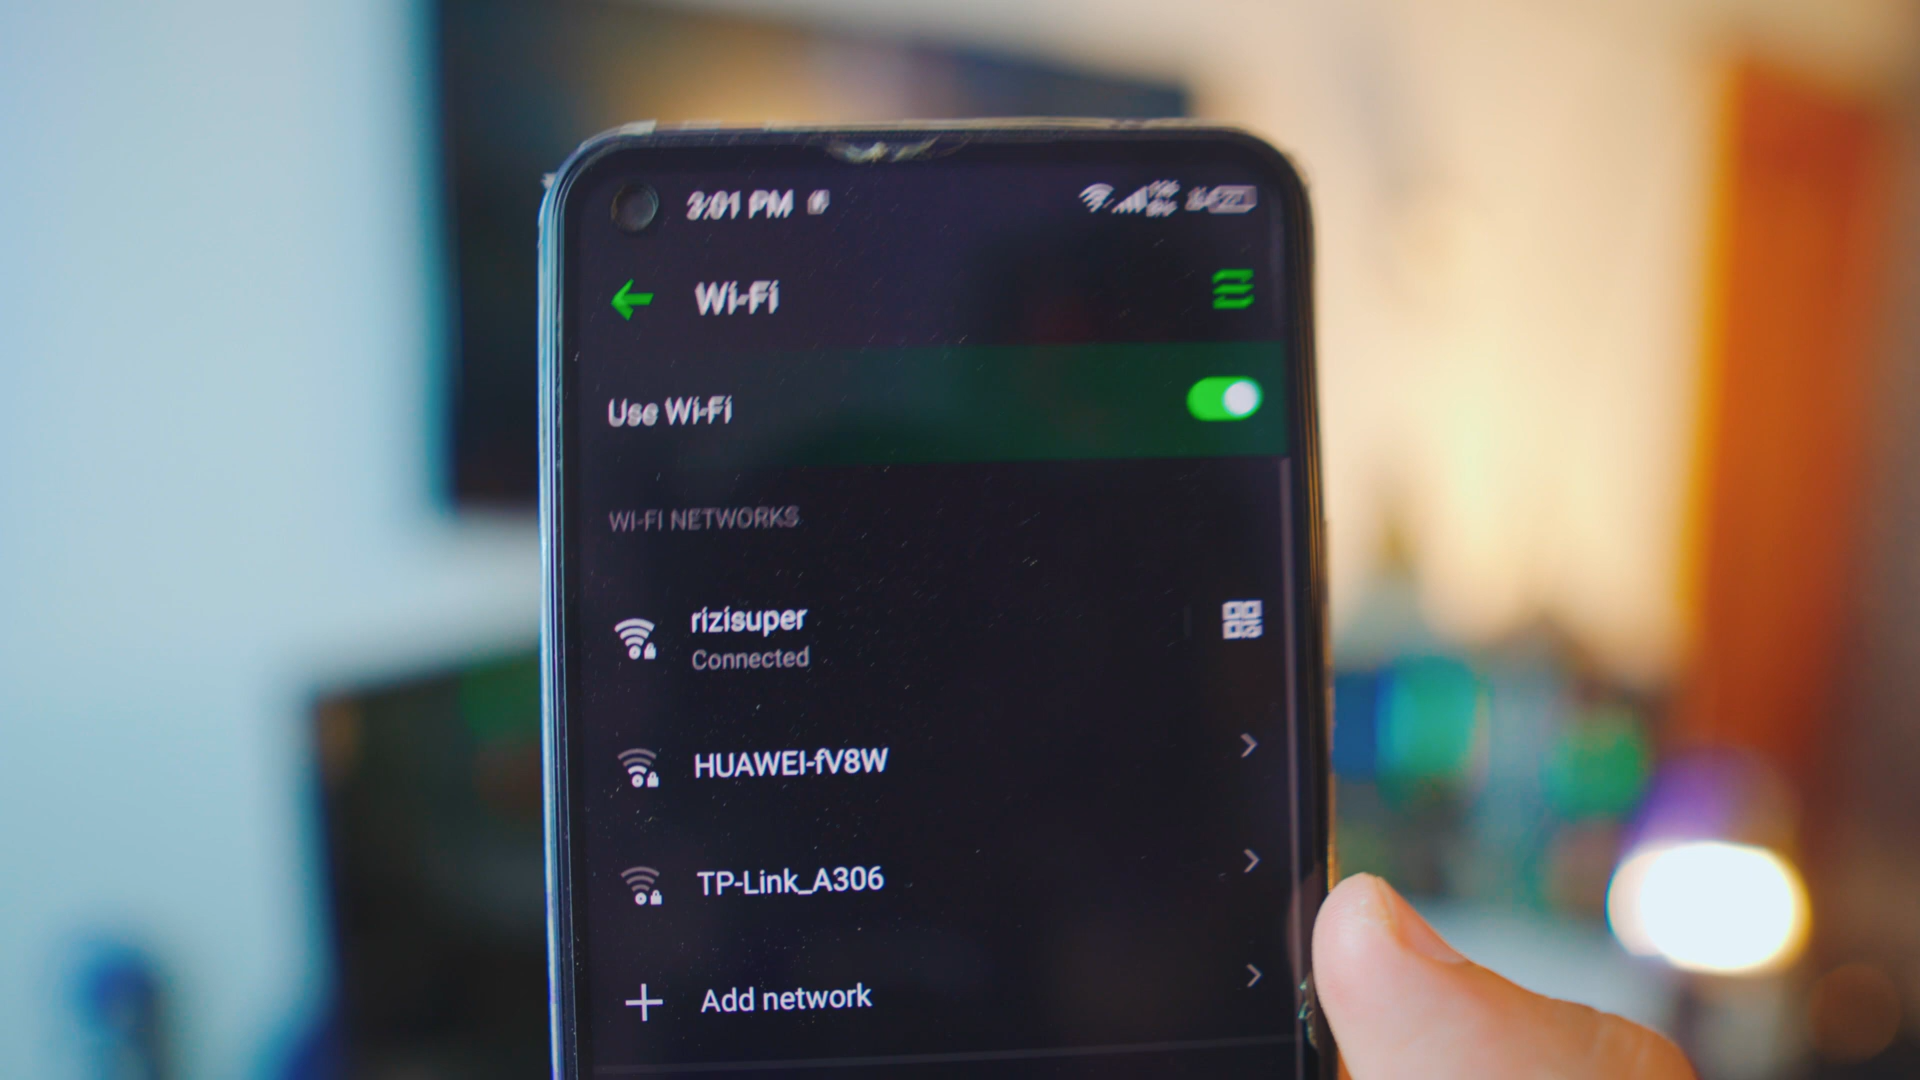 3:01 PM
Wi-Fi
Use Wi-Fi
WI-FI NETWORKS
rizisuper
Connected
HUAWEI-fV8W
TP-Link_A306
Add network